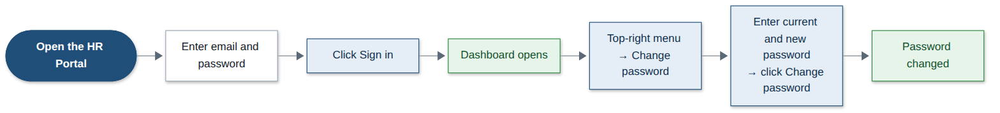 Open the HR
Portal
Enter email and
password
Click Sign in
Dashboard opens
Top-right menu
→ Change
password
Enter current
and new
password
→ click Change
password
Password
changed